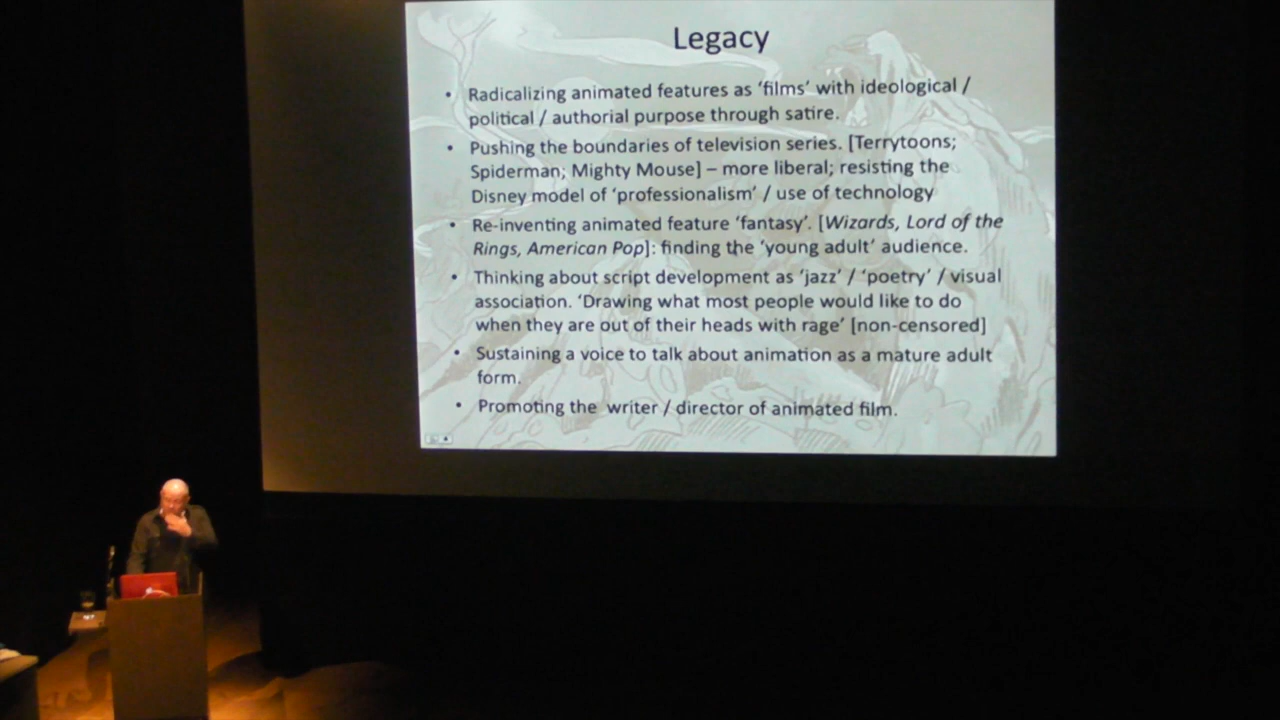 Legacy
• Radicalizing animated features as ‘films’ with ideological /
political / authorial purpose through satire.
• Pushing the boundaries of television series. [Terrytoons;
Spiderman; Mighty Mouse] – more liberal; resisting the
Disney model of ‘professionalism’ / use of technology
• Re-inventing animated feature ‘fantasy’. [Wizards, Lord of the
Rings, American Pop]: finding the ‘young adult’ audience.
• Thinking about script development as ‘jazz’ / ‘poetry’ / visual
association. ‘Drawing what most people would like to do
when they are out of their heads with rage’ [non-censored]
• Sustaining a voice to talk about animation as a mature adult
form.
• Promoting the writer / director of animated film.